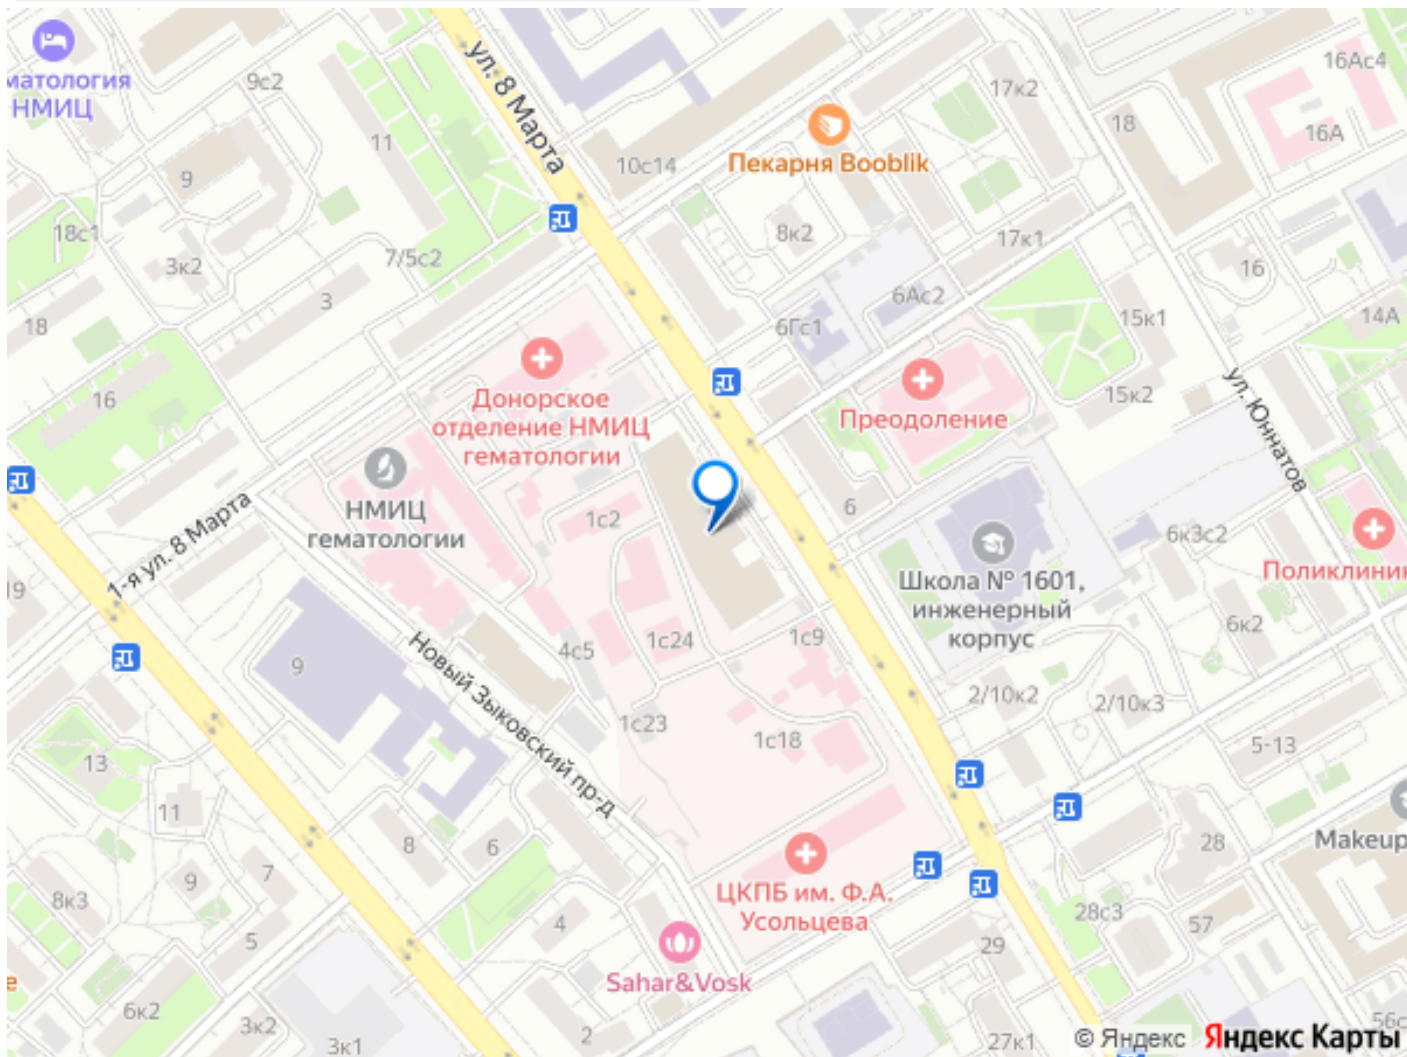 матология
НМИЦ
9с2
ул. 8 Марта
17к2
16Ас4
18
16А
11
10с14
Пекарня Booblik
9
18с1
3к2
7/5с2
8к2
17к1
16
6Ас2
3
18
6Гс1
15к1
14А
16
Донорское
отделение НМИЦ
гематологии
Преодоление
15к2
ул. Юннатов
НМИЦ
гематологии
1с2
6
6к3с2
1-я ул. 8 Марта
19
Школа № 1601,
инженерный
корпус
Поликлиник
9
Новый Зыковский пр-д
4с5
1с24
1с9
6к2
2/10к2
2/10к3
1с23
1с18
5-13
13
11
8
6
28
Makeup
7
9
8к3
ЦКПБ им. Ф.А.
Усольцева
28с3
57
5
4
29
е
Sahar&Vosk
6к2
3к2
3к1
2
27к1
56с
© Яндекс
Яндекс Карты